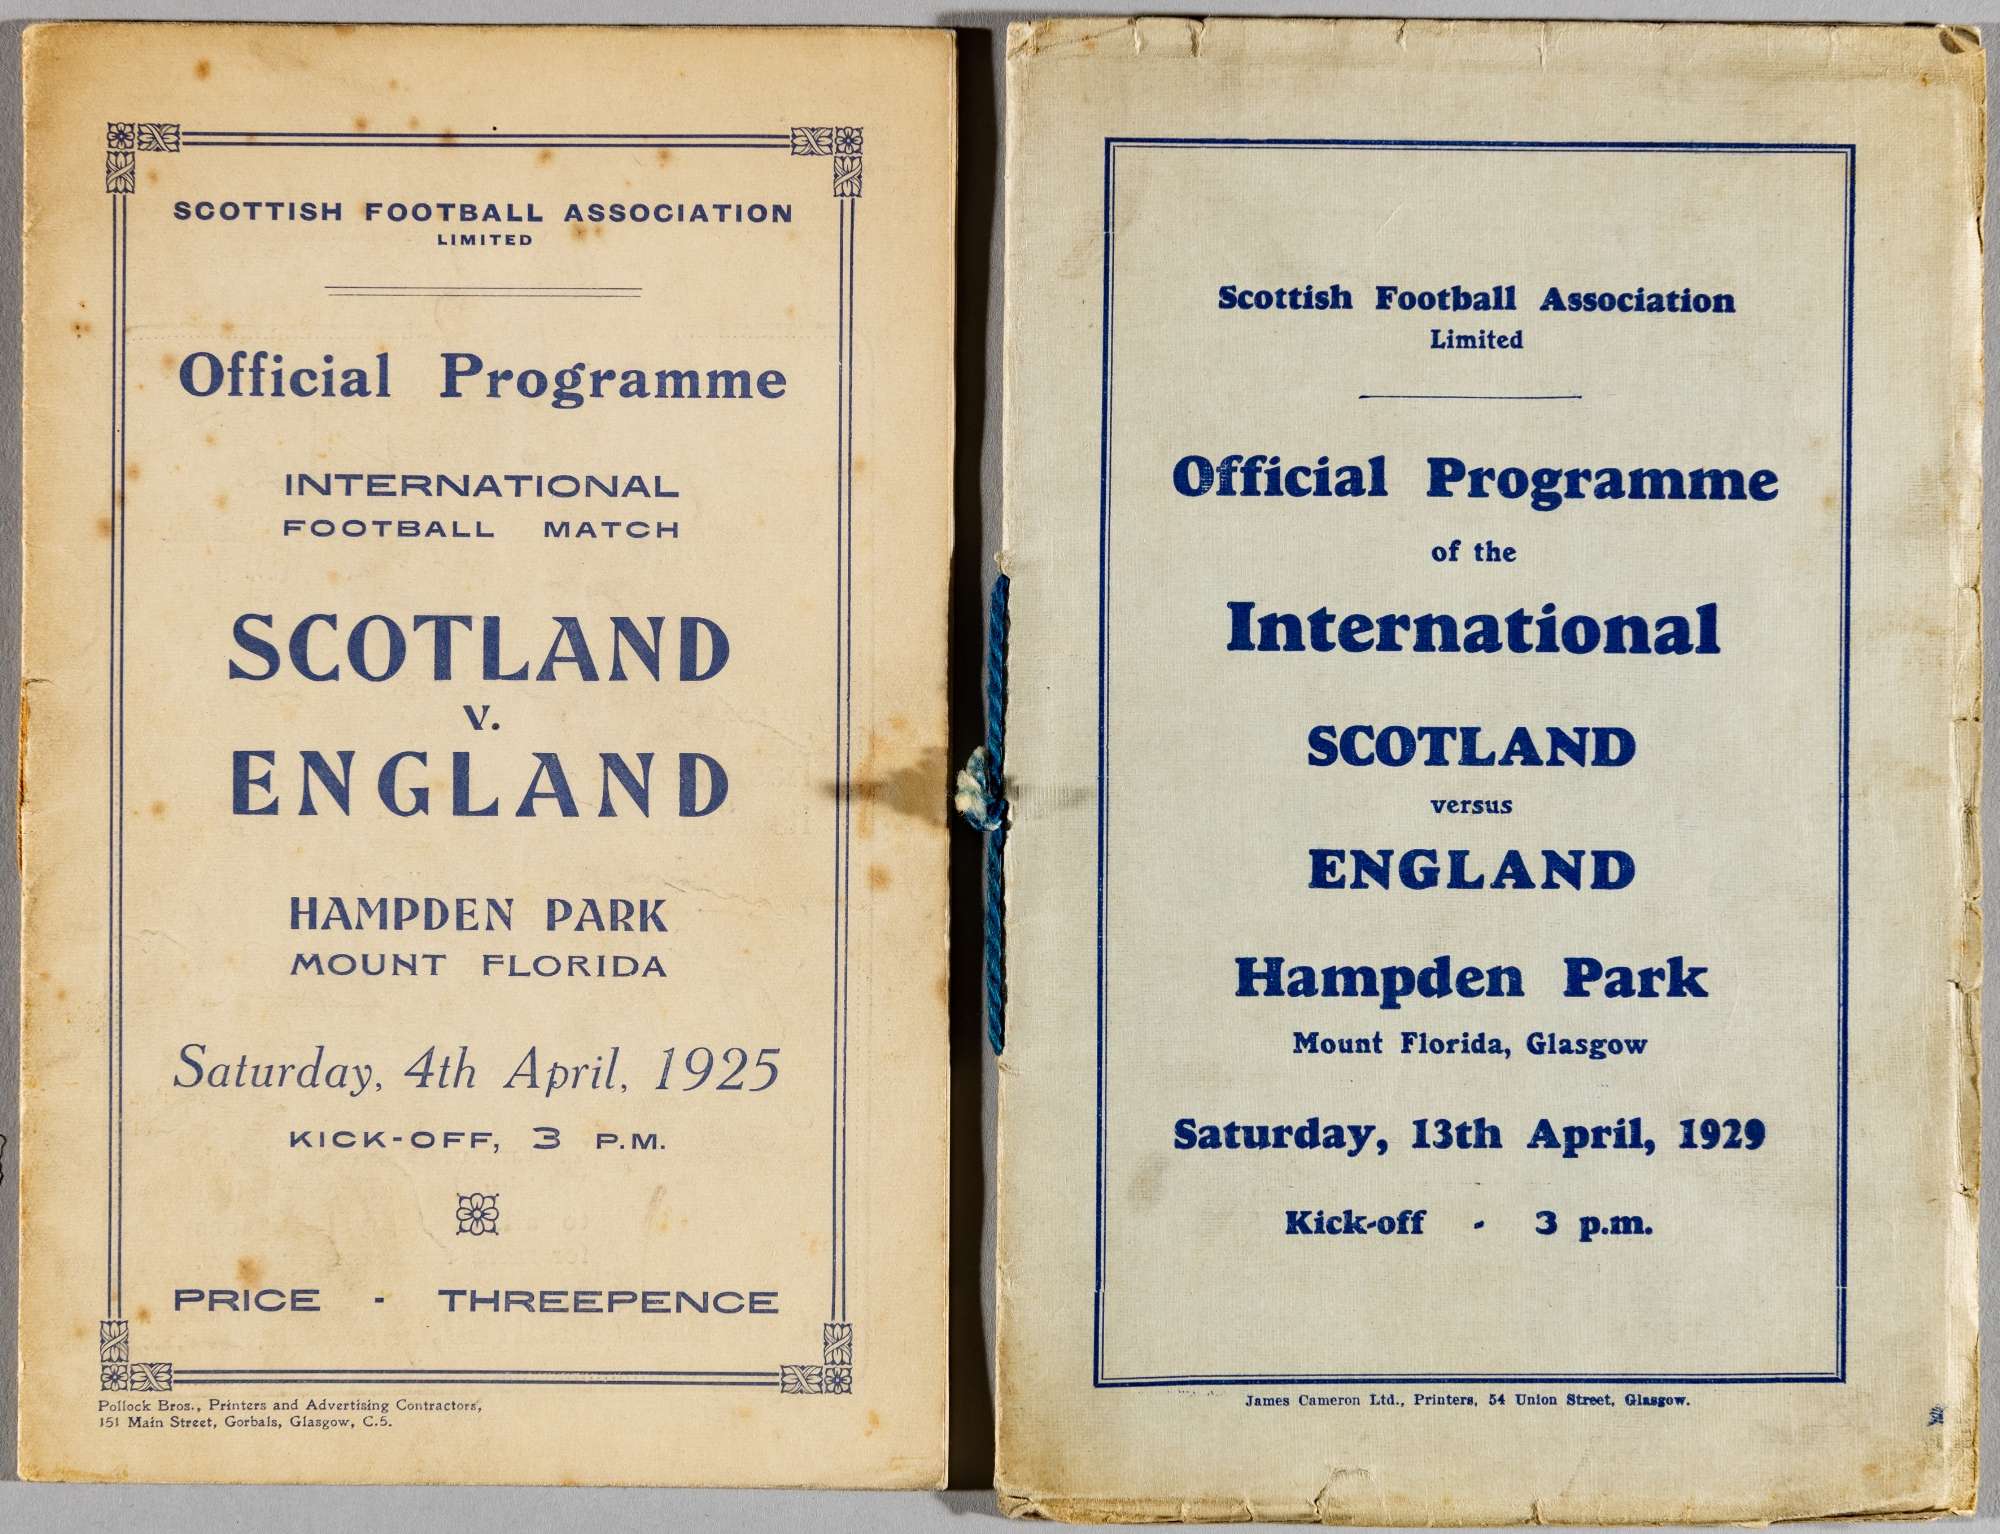 SCOTTISH FOOTBALL ASSOCIATION
LIMITED
Official Programme
INTERNATIONAL
FOOTBALL MATCH
SCOTLAND
v.
ENGLAND
HAMPDEN PARK
MOUNT FLORIDA
Saturday, 4th April, 1925
KICK-OFF, 3 P.M.
PRICE - THREEPENCE
Pollock Bros., Printers and Advertising Contractors,
151 Main Street, Gorbals, Glasgow, C.5.
Scottish Football Association
Limited
Official Programme
of the
International
SCOTLAND
versus
ENGLAND
Hampden Park
Mount Florida, Glasgow
Saturday, 13th April, 1929
Kick-off - 3 p.m.
James Cameron Ltd., Printers, 54 Union Street, Glasgow.